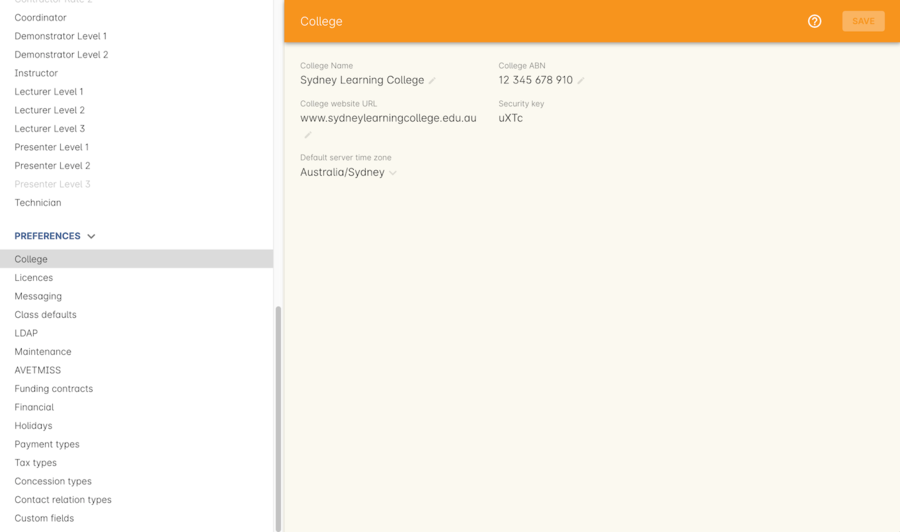 Coordinator
Demonstrator Level 1
Demonstrator Level 2
Instructor
Lecturer Level 1
Lecturer Level 2
Lecturer Level 3
Presenter Level 1
Presenter Level 2
Presenter Level 3
Technician
PREFERENCES
College
Licences
Messaging
Class defaults
LDAP
Maintenance
AVETMISS
Funding contracts
Financial
Holidays
Payment types
Tax types
Concession types
Contact relation types
Custom fields
College
SAVE
College Name
Sydney Learning College
College ABN
12 345 678 910
College website URL
www.sydneylearningcollege.edu.au
Security key
uXTc
Default server time zone
Australia/Sydney